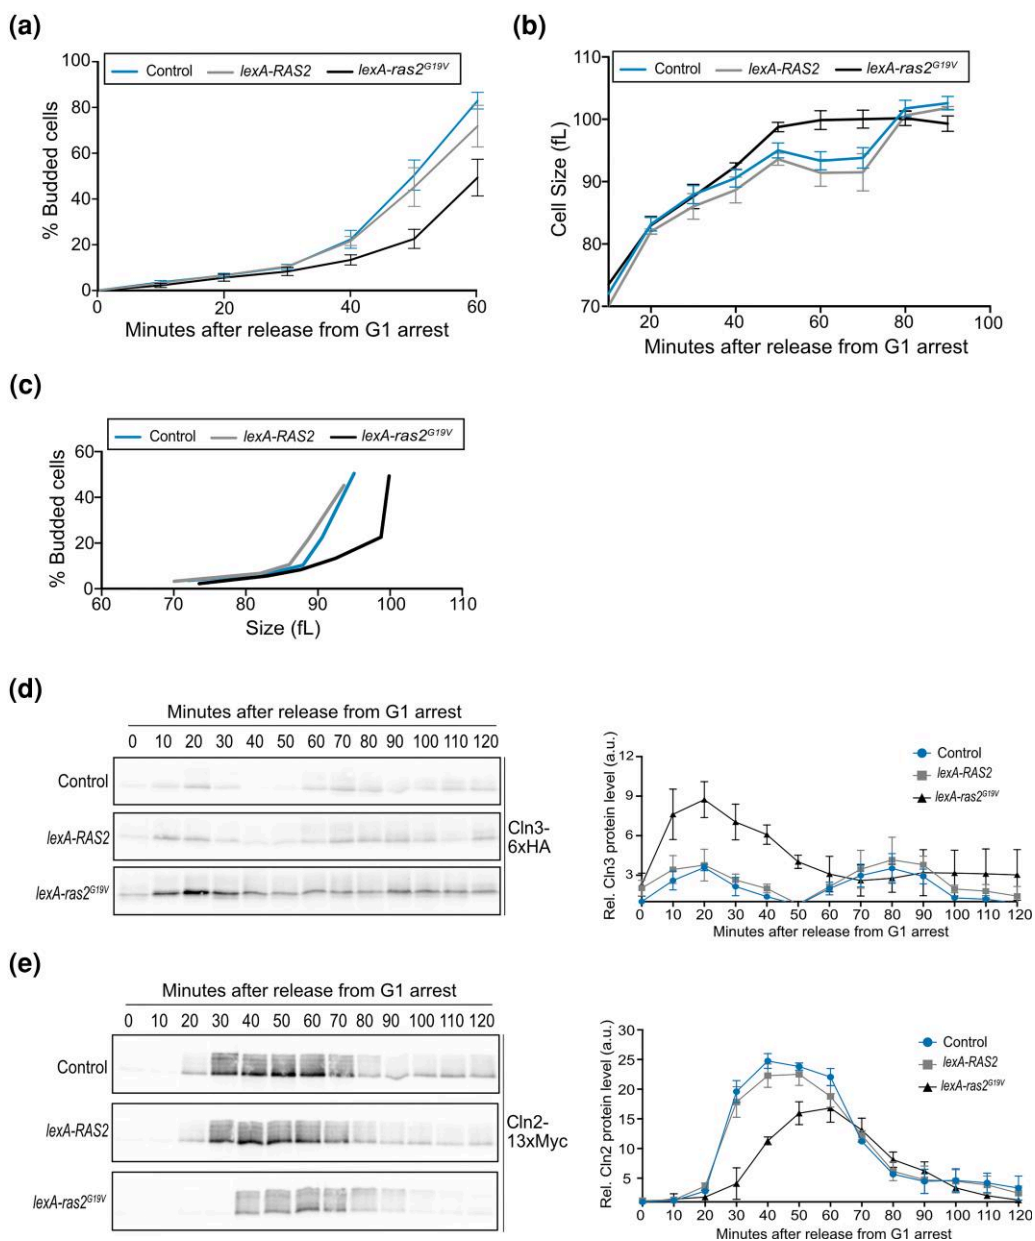 (a)
Control lexA-RAS2 lexA-ras2G19V
% Budded cells
100
80
60
40
20
0
0 20 40 60
Minutes after release from G1 arrest
(b)
Control lexA-RAS2 lexA-ras2G19V
Cell Size (fL)
110
100
90
80
70
20 40 60 80 100
Minutes after release from G1 arrest
(c)
Control lexA-RAS2 lexA-ras2G19V
% Budded cells
60
40
20
0
60 70 80 90 100 110
Size (fL)
(d)
Minutes after release from G1 arrest
0 10 20 30 40 50 60 70 80 90 100 110 120
Control
lexA-RAS2
lexA-ras2G19V
Cln3-
6xHA
Rel. Cln3 protein level (a.u.)
12
9
6
3
0 10 20 30 40 50 60 70 80 90 100 110 120
Minutes after release from G1 arrest
Control
lexA-RAS2
lexA-ras2G19V
(e)
Minutes after release from G1 arrest
0 10 20 30 40 50 60 70 80 90 100 110 120
Control
lexA-RAS2
lexA-ras2G19V
Cln2-
13xMyc
Rel. Cln2 protein level (a.u.)
30
25
20
15
10
5
0 10 20 30 40 50 60 70 80 90 100 110 120
Minutes after release from G1 arrest
Control
lexA-RAS2
lexA-ras2G19V